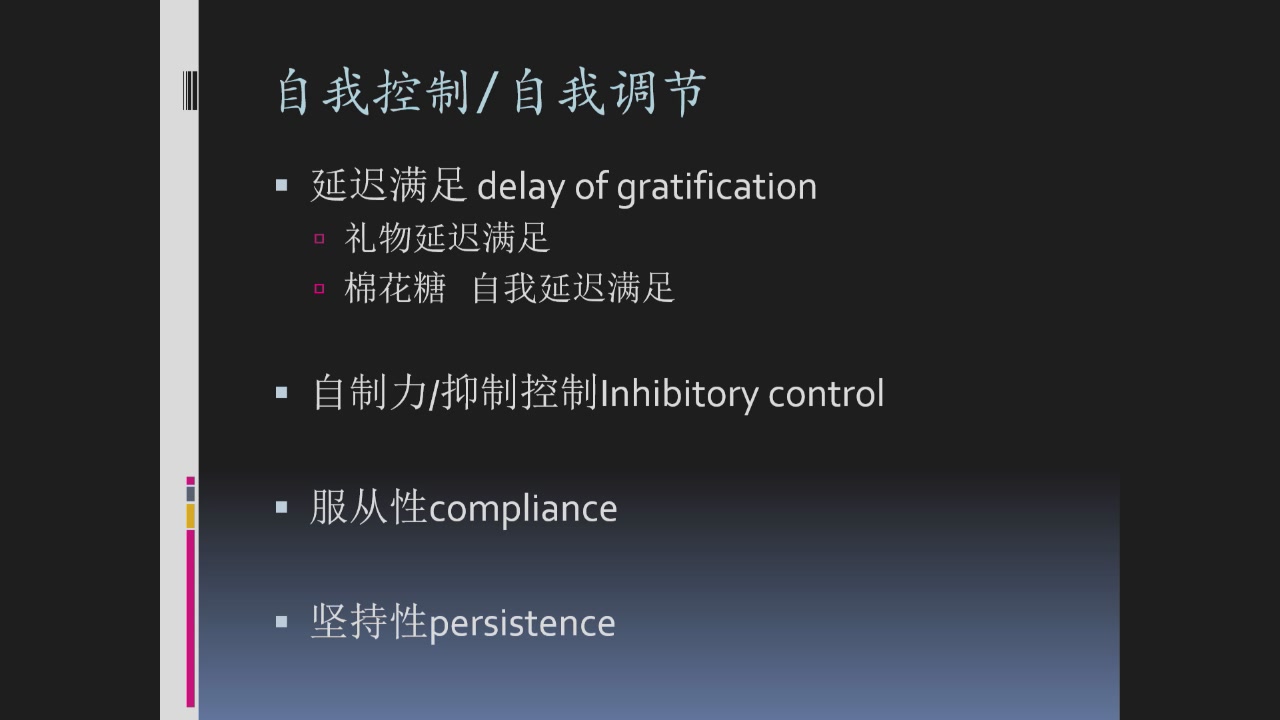 自我控制/自我调节
延迟满足 delay of gratification
礼物延迟满足
棉花糖 自我延迟满足
自制力/抑制控制Inhibitory control
服从性compliance
坚持性persistence